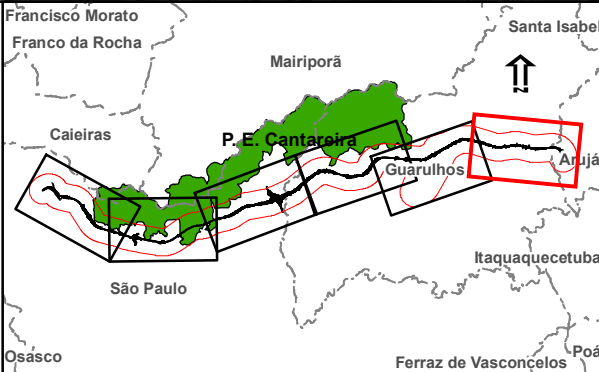 Francisco Morato
Santa Isabel
Franco da Rocha
Mairiporã
N
Caieiras
P. E. Cantareira
Arujá
Guarulhos
Itaquaquecetuba
São Paulo
Osasco
Poá
Ferraz de Vasconcelos